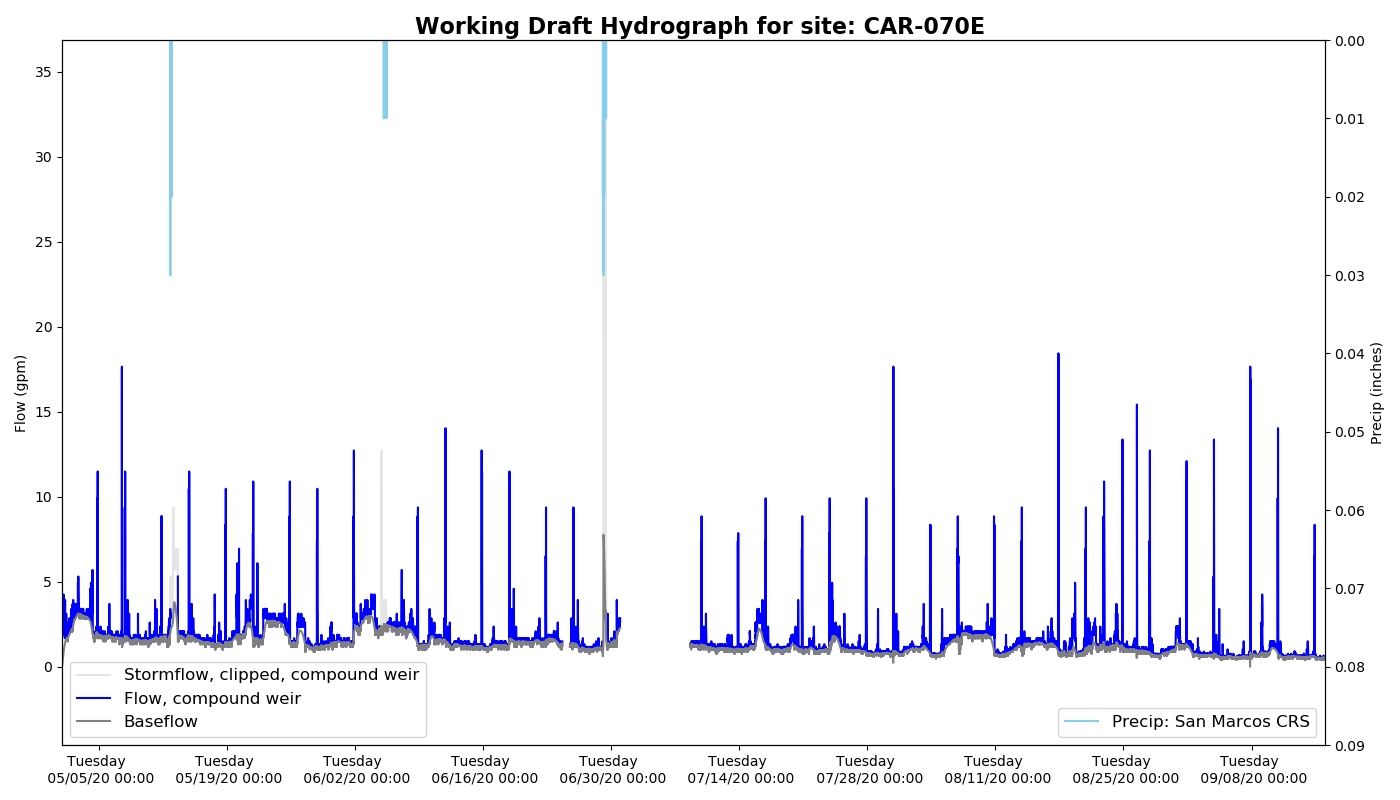 Working Draft Hydrograph for site: CAR-070E
35
30
25
20
15
10
5
0
Flow (gpm)
0.00
0.01
0.02
0.03
0.04
0.05
0.06
0.07
0.08
0.09
Precip (inches)
Stormflow, clipped, compound weir
Flow, compound weir
Baseflow
Precip: San Marcos CRS
Tuesday
05/05/20 00:00
Tuesday
05/19/20 00:00
Tuesday
06/02/20 00:00
Tuesday
06/16/20 00:00
Tuesday
06/30/20 00:00
Tuesday
07/14/20 00:00
Tuesday
07/28/20 00:00
Tuesday
08/11/20 00:00
Tuesday
08/25/20 00:00
Tuesday
09/08/20 00:00